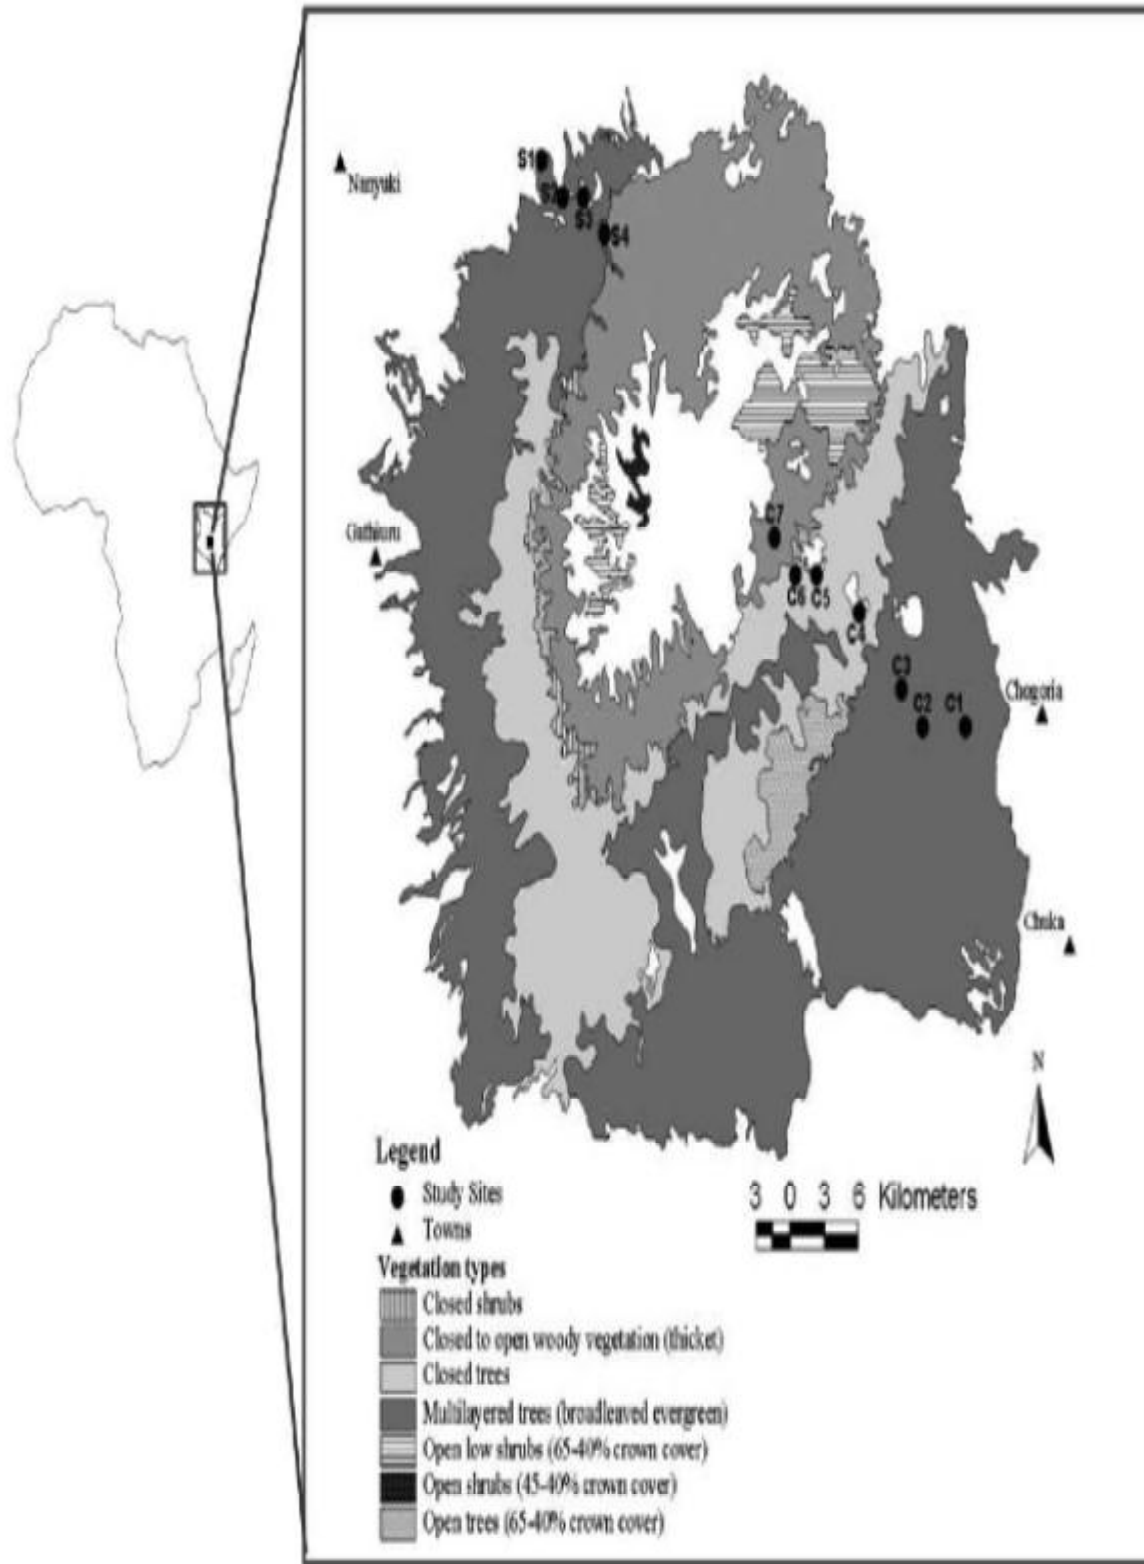 S1
Nanyuki
S2
S3
S4
C7
Gathiuru
C6
C5
C4
C3
Chogoria
C2
C1
Chuka
N
Legend
Study Sites
3 0 3 6 Kilometers
Towns
Vegetation types
Closed shrubs
Closed to open woody vegetation (thicket)
Closed trees
Multilayered trees (broadleaved evergreen)
Open low shrubs (65-40% crown cover)
Open shrubs (45-40% crown cover)
Open trees (65-40% crown cover)